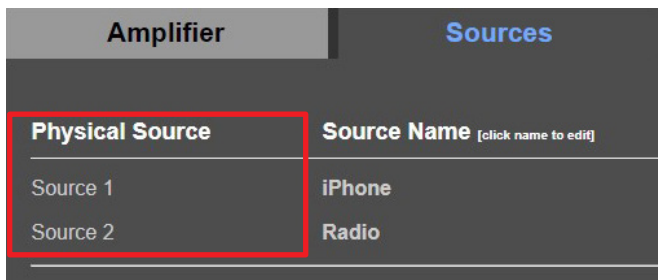 Amplifier Sources
Physical Source Source Name [click name to edit]
Source 1 iPhone
Source 2 Radio